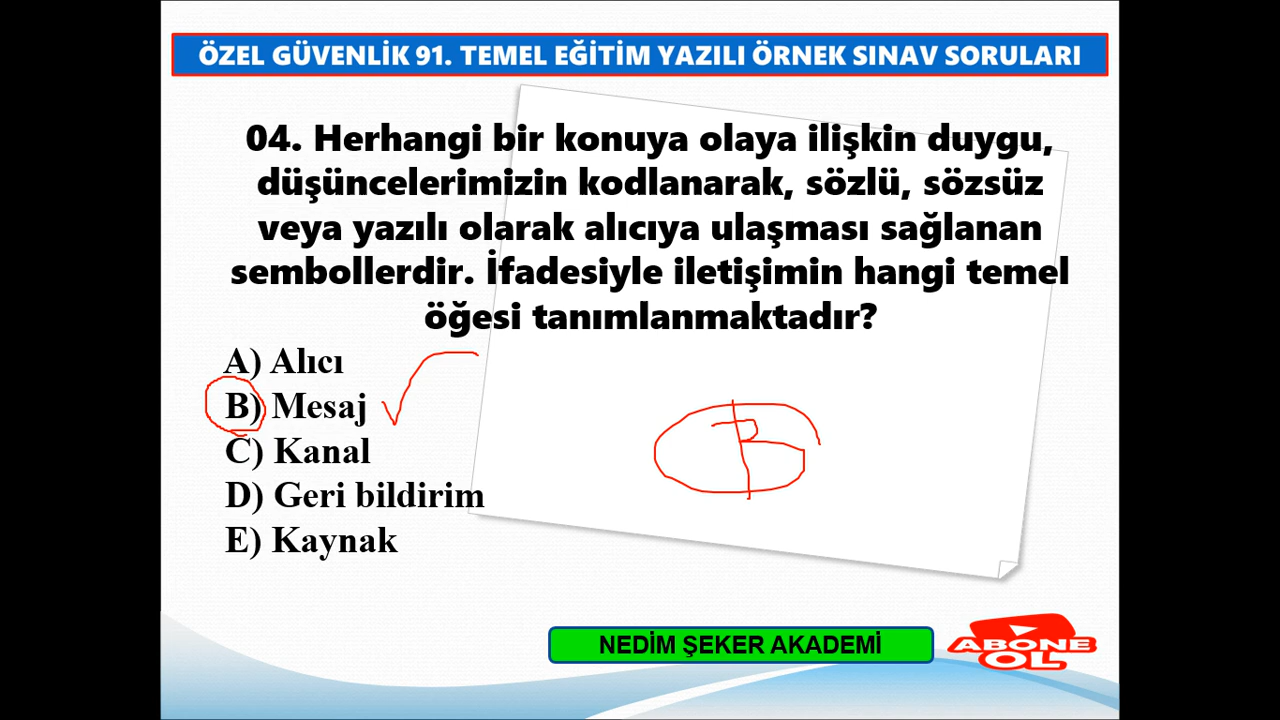 ÖZEL GÜVENLİK 91. TEMEL EĞİTİM YAZILI ÖRNEK SINAV SORULARI
04. Herhangi bir konuya olaya ilişkin duygu,
düşüncelerimizin kodlanarak, sözlü, sözsüz
veya yazılı olarak alıcıya ulaşması sağlanan
sembollerdir. İfadesiyle iletişimin hangi temel
öğesi tanımlanmaktadır?
A) Alıcı
B) Mesaj
C) Kanal
D) Geri bildirim
E) Kaynak
B
NEDİM ŞEKER AKADEMİ
ABONE
OL